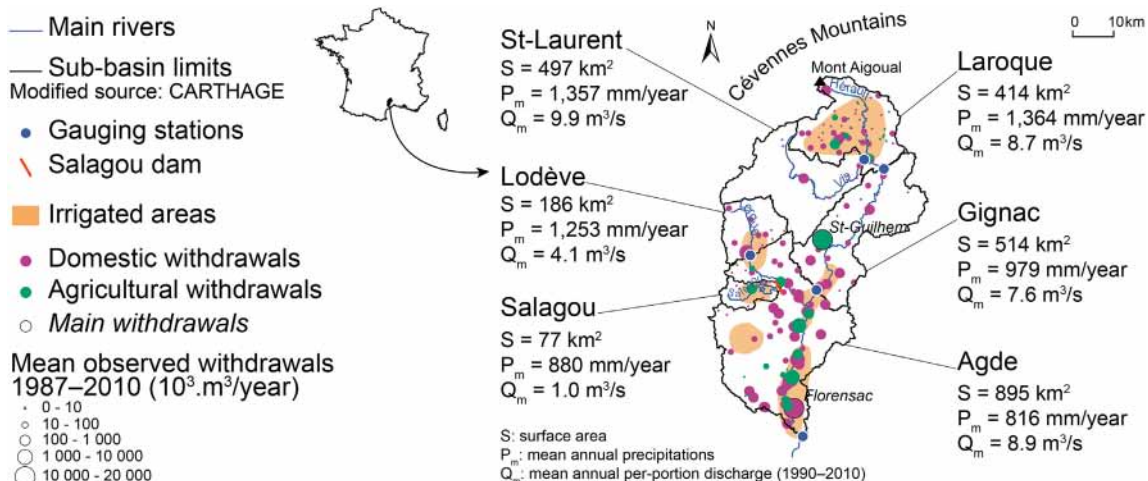 Main rivers
Sub-basin limits
Modified source: CARTHAGE
Gauging stations
Salagou dam
Irrigated areas
Domestic withdrawals
Agricultural withdrawals
Main withdrawals
Mean observed withdrawals
1987–2010 (10³.m³/year)
0 - 10
10 - 100
100 - 1 000
1 000 - 10 000
10 000 - 20 000
St-Laurent
S = 497 km²
Pm = 1,357 mm/year
Qm = 9.9 m³/s
Lodève
S = 186 km²
Pm = 1,253 mm/year
Qm = 4.1 m³/s
Salagou
S = 77 km²
Pm = 880 mm/year
Qm = 1.0 m³/s
S: surface area
Pm: mean annual precipitations
Qm: mean annual per-portion discharge (1990–2010)
N
Cévennes Mountains
Mont Aigoual
Hérault
Vis
St-Guilhem
Florensac
0 10km
Laroque
S = 414 km²
Pm = 1,364 mm/year
Qm = 8.7 m³/s
Gignac
S = 514 km²
Pm = 979 mm/year
Qm = 7.6 m³/s
Agde
S = 895 km²
Pm = 816 mm/year
Qm = 8.9 m³/s